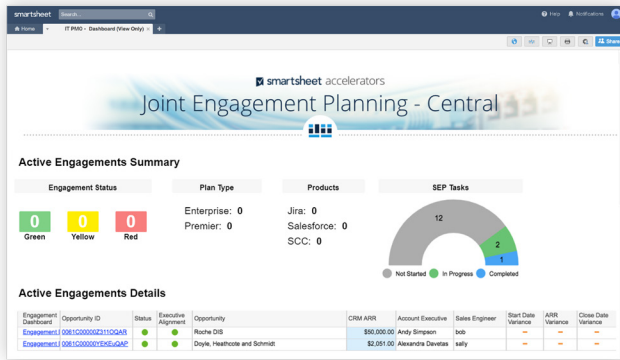 smartsheet Search... Help Notifications
Home IT PMO - Dashboard (View Only) × +
Share
smartsheet accelerators
Joint Engagement Planning - Central
Active Engagements Summary
Engagement Status Plan Type Products SEP Tasks
0 0 0
Green Yellow Red
Enterprise: 0
Premier: 0
Jira: 0
Salesforce: 0
SCC: 0
12
2
1
Not Started In Progress Completed
Active Engagements Details
Engagement Dashboard Opportunity ID Status Executive Alignment Opportunity CRM ARR Account Executive Sales Engineer Start Date Variance ARR Variance Close Date Variance
Engagement 0061C00000Z311OQAR Roche DIS $50,000.00 Andy Simpson bob
Engagement 0061C00000YEKEuQAP Doyle, Heathcote and Schmidt $2,051.00 Alexandra Davetas sally